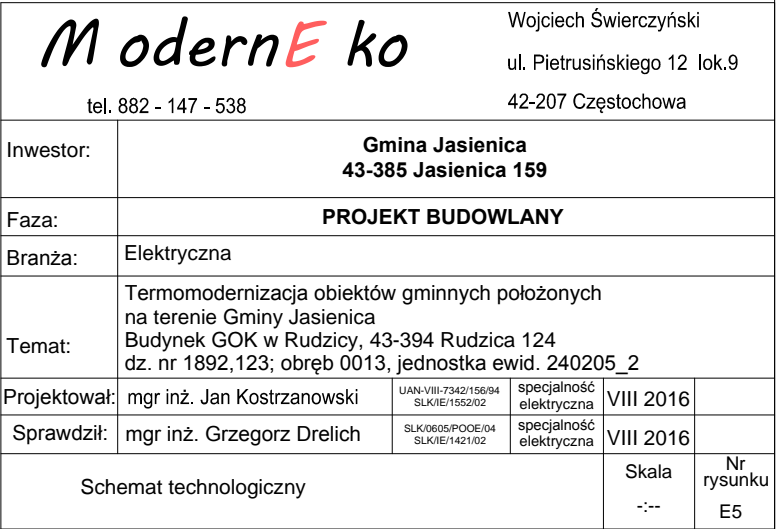 M odernE ko
tel. 882 - 147 - 538
Wojciech Świerczyński
ul. Pietrusińskiego 12 lok.9
42-207 Częstochowa
Inwestor:
Gmina Jasienica
43-385 Jasienica 159
Faza:
PROJEKT BUDOWLANY
Branża:
Elektryczna
Temat:
Termomodernizacja obiektów gminnych położonych
na terenie Gminy Jasienica
Budynek GOK w Rudzicy, 43-394 Rudzica 124
dz. nr 1892,123; obręb 0013, jednostka ewid. 240205_2
Projektował:
mgr inż. Jan Kostrzanowski
UAN-VIII-7342/156/94
SLK/IE/1552/02
specjalność
elektryczna
VIII 2016
Sprawdził:
mgr inż. Grzegorz Drelich
SLK/0605/POOE/04
SLK/IE/1421/02
specjalność
elektryczna
VIII 2016
Schemat technologiczny
Skala
-:--
Nr
rysunku
E5